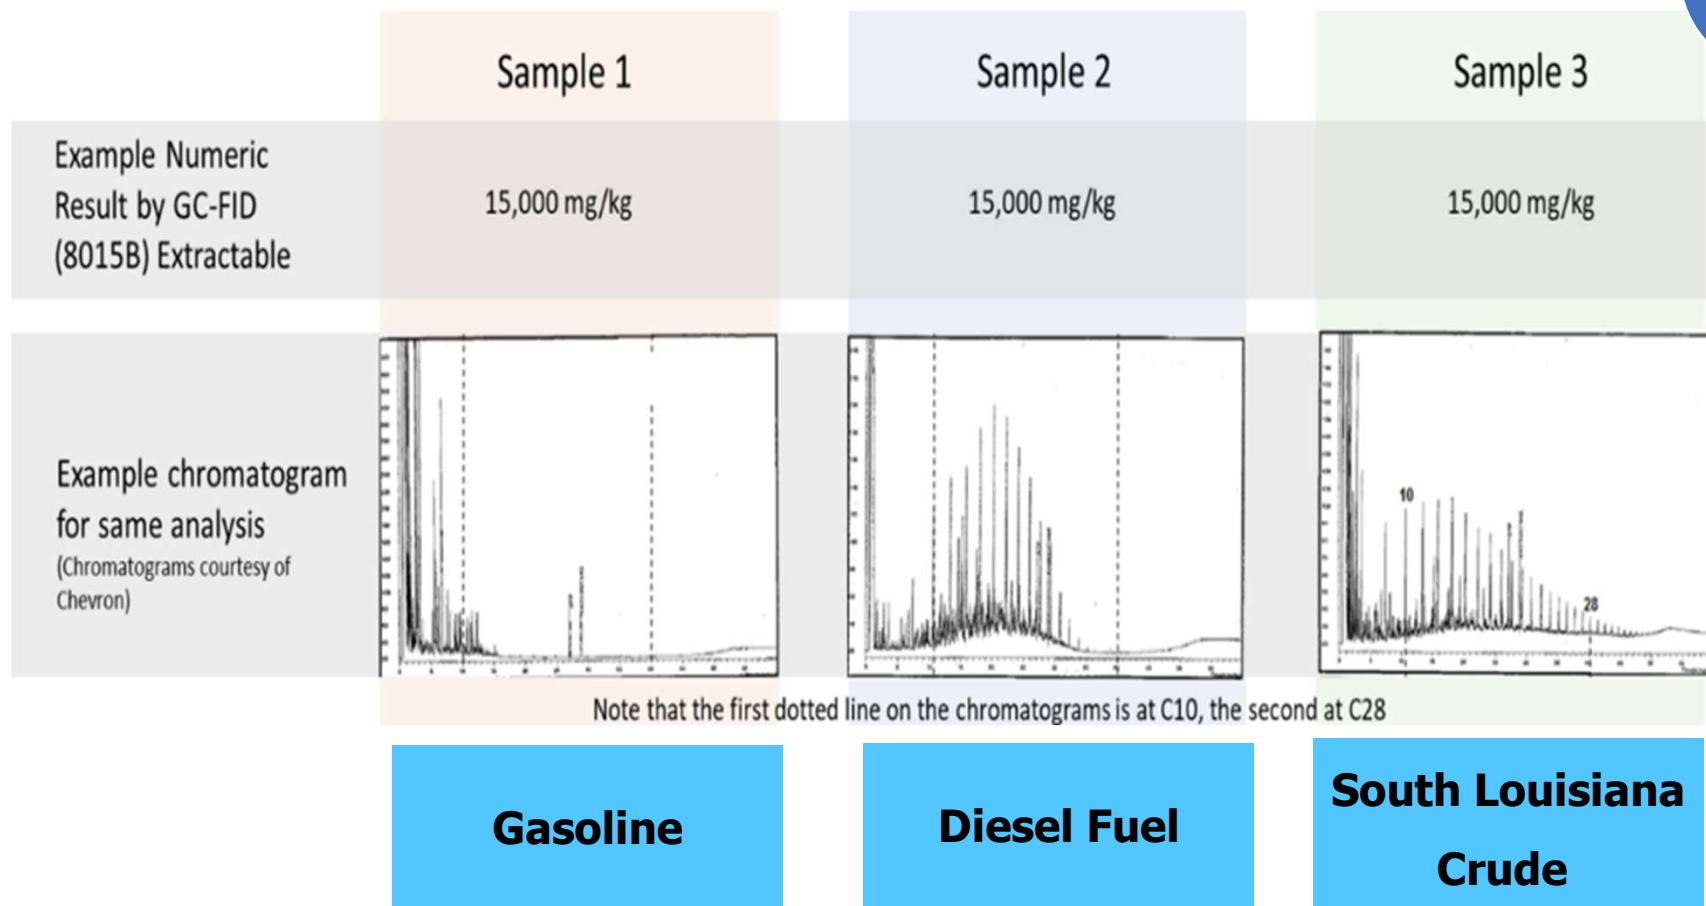 Sample 1
Sample 2
Sample 3
Example Numeric
Result by GC-FID
(8015B) Extractable
15,000 mg/kg
15,000 mg/kg
15,000 mg/kg
Example chromatogram
for same analysis
(Chromatograms courtesy of
Chevron)
10
28
Note that the first dotted line on the chromatograms is at C10, the second at C28
Gasoline
Diesel Fuel
South Louisiana
Crude